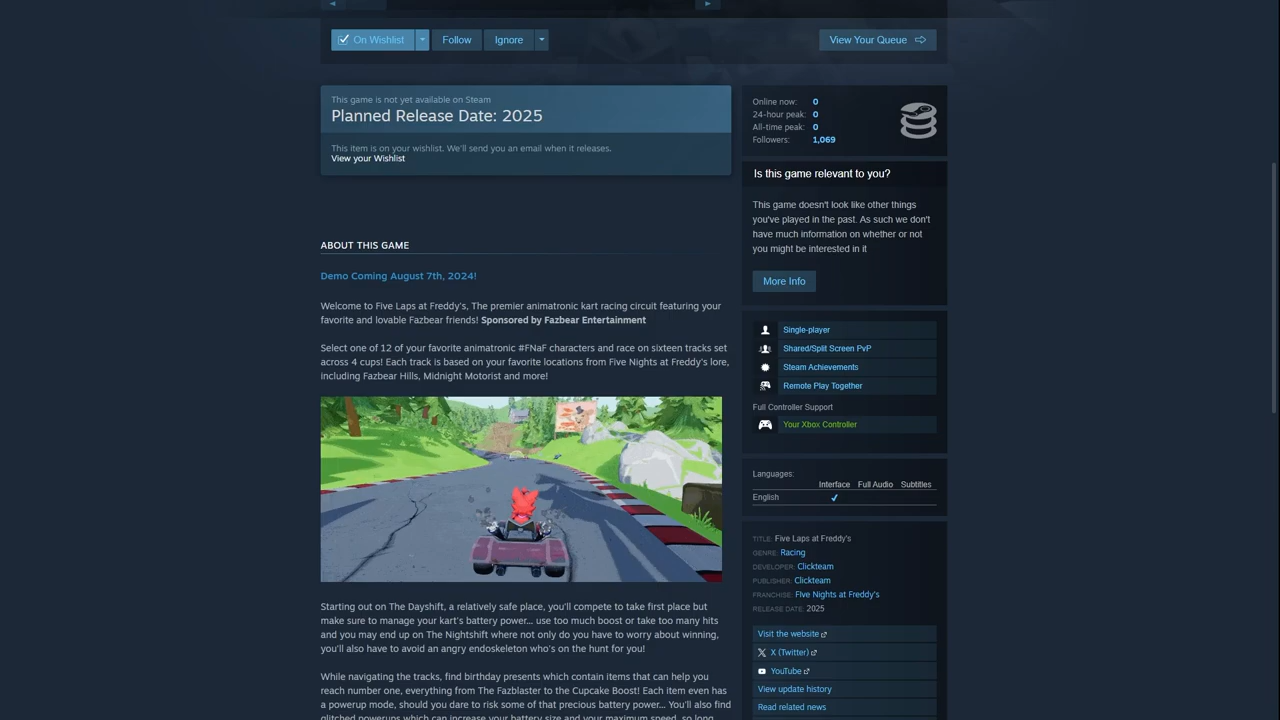 On Wishlist
Follow
Ignore
View Your Queue
This game is not yet available on Steam
Planned Release Date: 2025
This item is on your wishlist. We'll send you an email when it releases.
View your Wishlist
ABOUT THIS GAME
Demo Coming August 7th, 2024!
Welcome to Five Laps at Freddy's, The premier animatronic kart racing circuit featuring your
favorite and lovable Fazbear friends! Sponsored by Fazbear Entertainment
Select one of 12 of your favorite animatronic #FNaF characters and race on sixteen tracks set
across 4 cups! Each track is based on your favorite locations from Five Nights at Freddy's lore,
including Fazbear Hills, Midnight Motorist and more!
Starting out on The Dayshift, a relatively safe place, you'll compete to take first place but
make sure to manage your kart's battery power... use too much boost or take too many hits
and you may end up on The Nightshift where not only do you have to worry about winning,
you'll also have to avoid an angry endoskeleton who's on the hunt for you!
While navigating the tracks, find birthday presents which contain items that can help you
reach number one, everything from The Fazblaster to the Cupcake Boost! Each item even has
a powerup mode, should you dare to risk some of that precious battery power... You'll also find
glitched powerups which can increase your battery size and your maximum speed, so long
Online now: 0
24-hour peak: 0
All-time peak: 0
Followers: 1,069
Is this game relevant to you?
This game doesn't look like other things
you've played in the past. As such we don't
have much information on whether or not
you might be interested in it
More Info
Single-player
Shared/Split Screen PvP
Steam Achievements
Remote Play Together
Full Controller Support
Your Xbox Controller
Languages:
Interface Full Audio Subtitles
English ✔
TITLE: Five Laps at Freddy's
GENRE: Racing
DEVELOPER: Clickteam
PUBLISHER: Clickteam
FRANCHISE: FIve Nights at Freddy's
RELEASE DATE: 2025
Visit the website
X (Twitter)
YouTube
View update history
Read related news